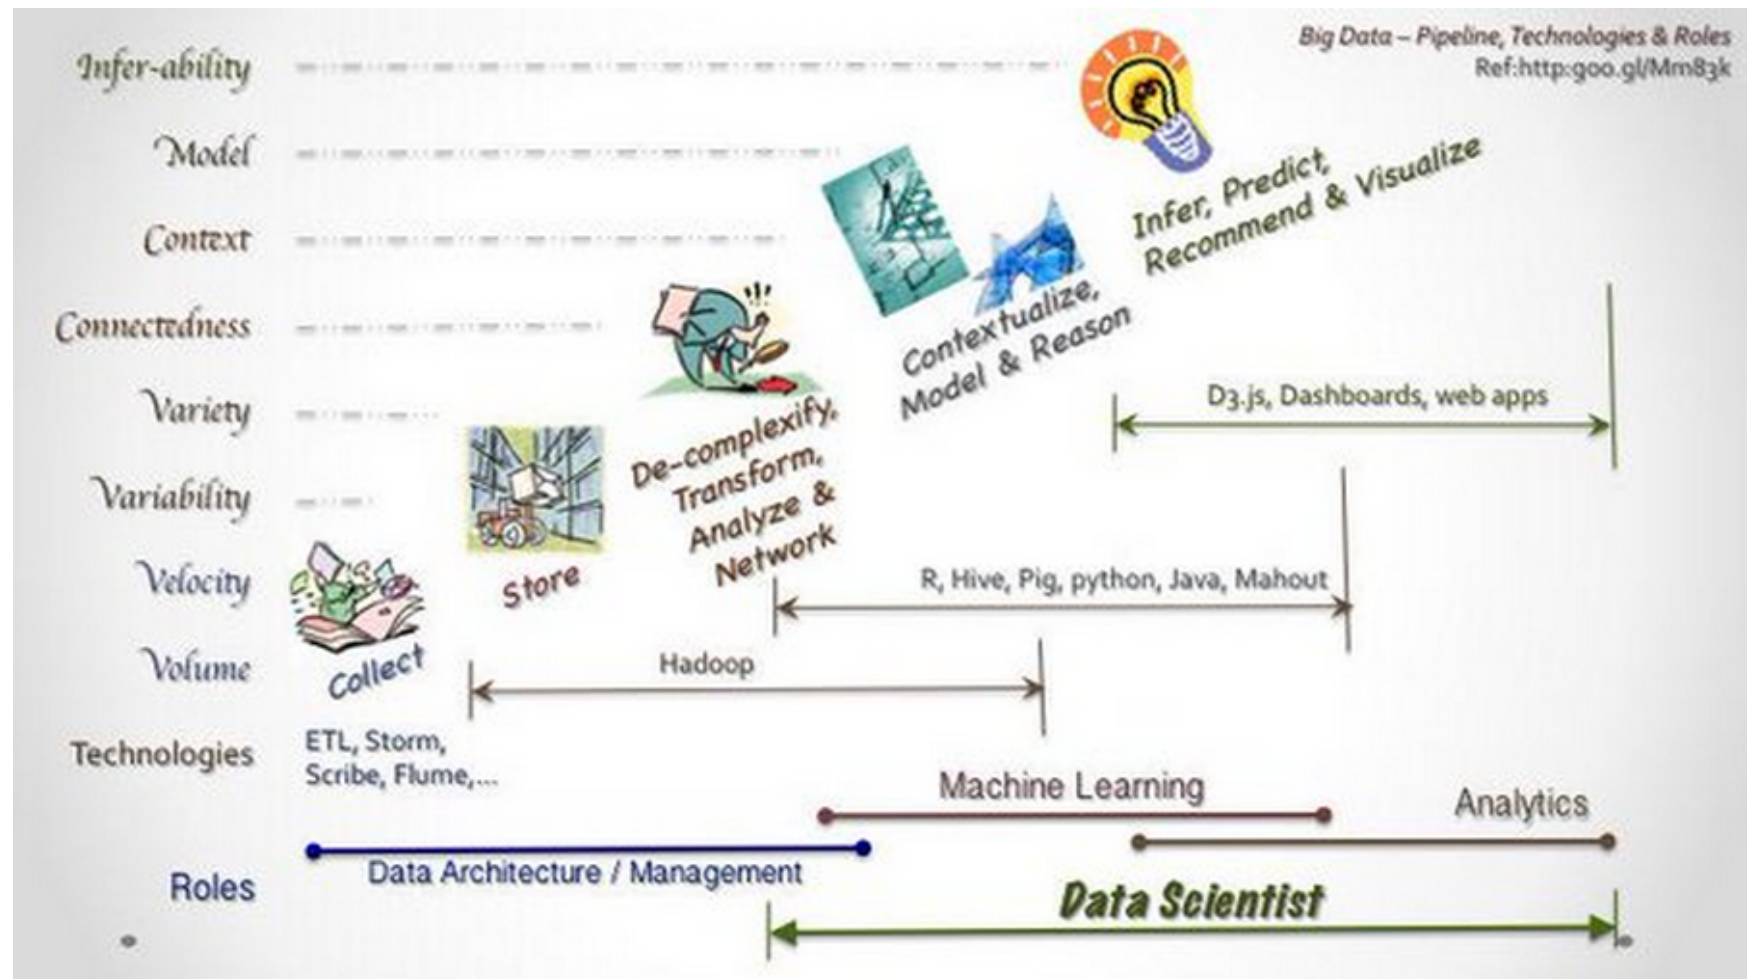 Big Data – Pipeline, Technologies & Roles
Ref:http:goo.gl/Mm83k
Infer-ability
Model
Context
Connectedness
Variety
Variability
Velocity
Volume
Technologies
Roles
Collect
Store
De-complexify,
Transform,
Analyze &
Network
Contextualize,
Model & Reason
Infer, Predict,
Recommend & Visualize
D3.js, Dashboards, web apps
R, Hive, Pig, python, Java, Mahout
Hadoop
ETL, Storm,
Scribe, Flume,...
Machine Learning
Analytics
Data Architecture / Management
Data Scientist